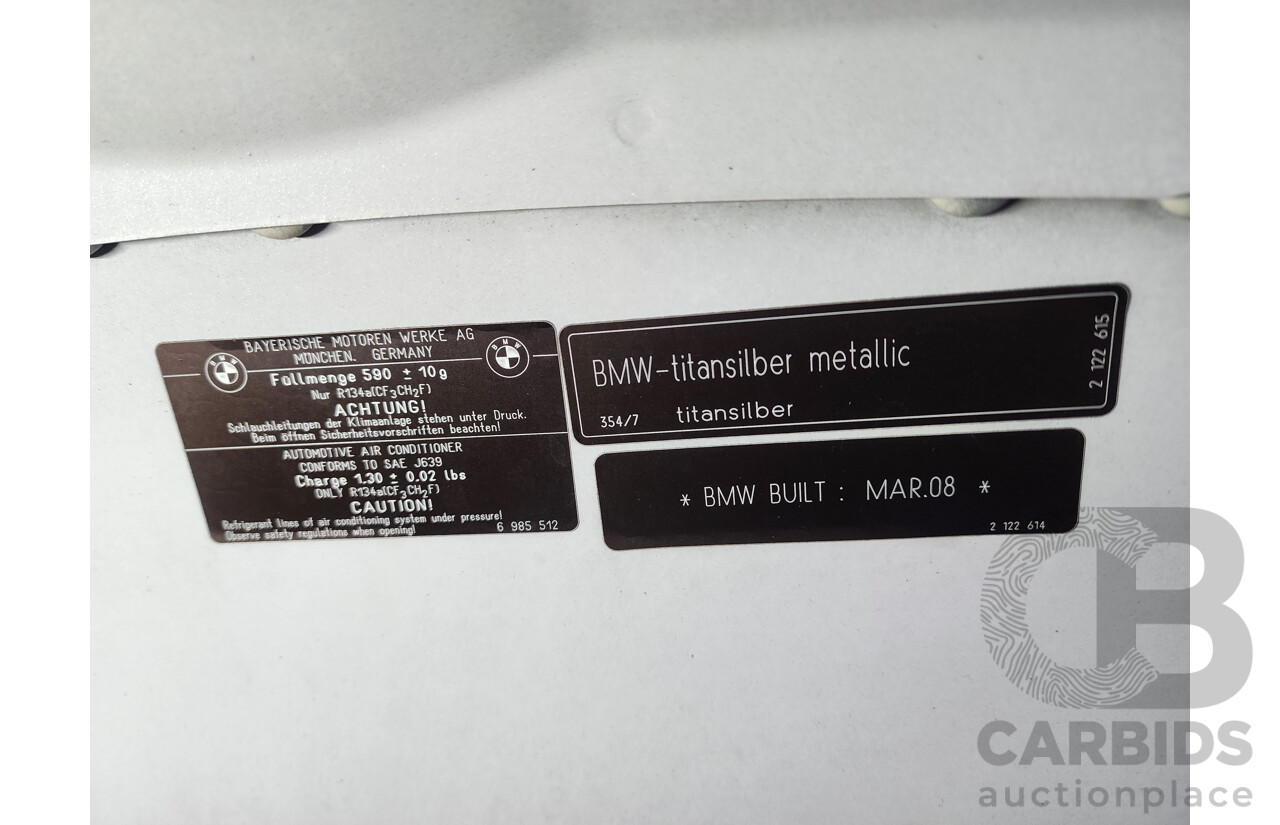 BAYERISCHE MOTOREN WERKE AG
MÜNCHEN. GERMANY
BMW
BMW
Füllmenge 590 ± 10g
Nur R134a(CF₃CH₂F)
ACHTUNG!
Schlauchleitungen der Klimaanlage stehen unter Druck.
Beim öffnen Sicherheitsvorschriften beachten!
AUTOMOTIVE AIR CONDITIONER
CONFORMS TO SAE J639
Charge 1.30 ± 0.02 lbs
ONLY R134a(CF₃CH₂F)
CAUTION!
Refrigerant lines of air conditioning system under pressure!
Observe safety regulations when opening!
6 985 512
BMW-titansilber metallic
354/7 titansilber
2 122 615
* BMW BUILT : MAR.08 *
2 122 614
CB
CARBIDS
auctionplace